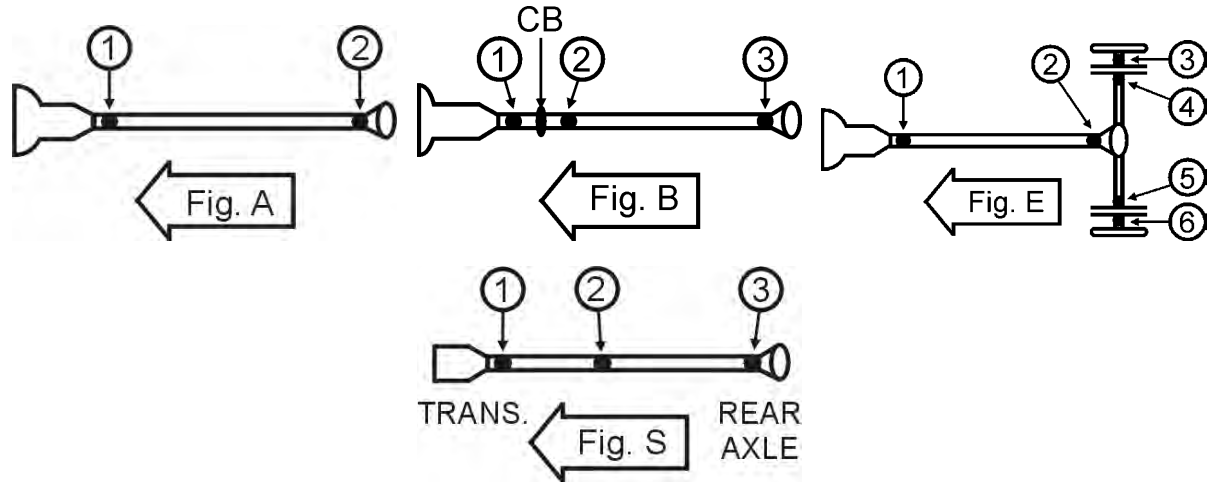 1 2
Fig. A
CB
1 2 3
Fig. B
1 2 3
4
5
6
Fig. E
1 2 3
TRANS. REAR
AXLE
Fig. S